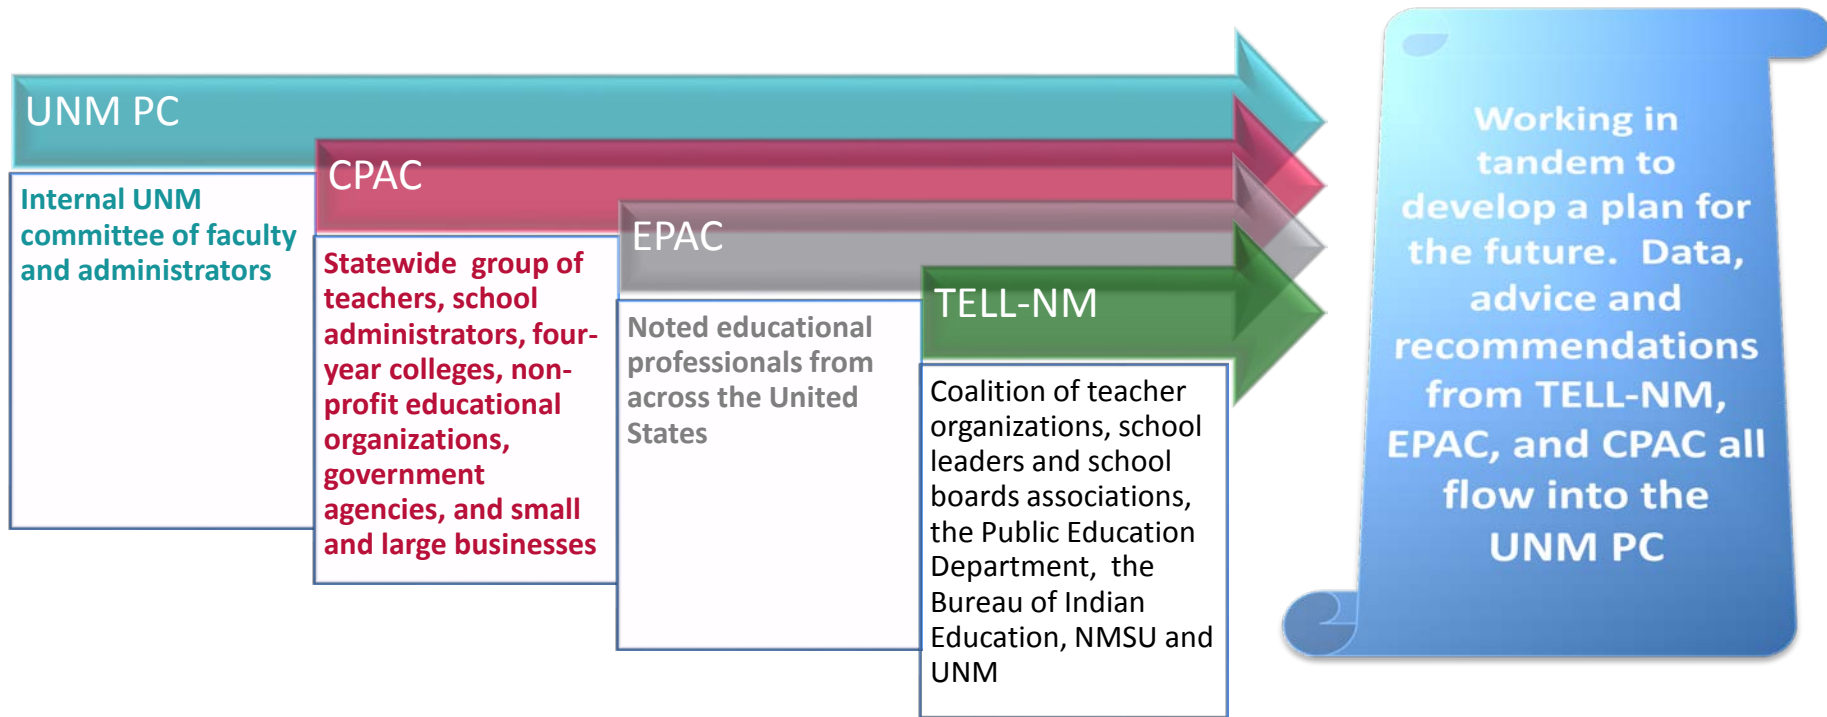 UNM PC
Internal UNM
committee of faculty
and administrators
CPAC
Statewide group of
teachers, school
administrators, four-
year colleges, non-
profit educational
organizations,
government
agencies, and small
and large businesses
EPAC
Noted educational
professionals from
across the United
States
TELL-NM
Coalition of teacher
organizations, school
leaders and school
boards associations,
the Public Education
Department, the
Bureau of Indian
Education, NMSU and
UNM
Working in
tandem to
develop a plan for
the future. Data,
advice and
recommendations
from TELL-NM,
EPAC, and CPAC all
flow into the
UNM PC